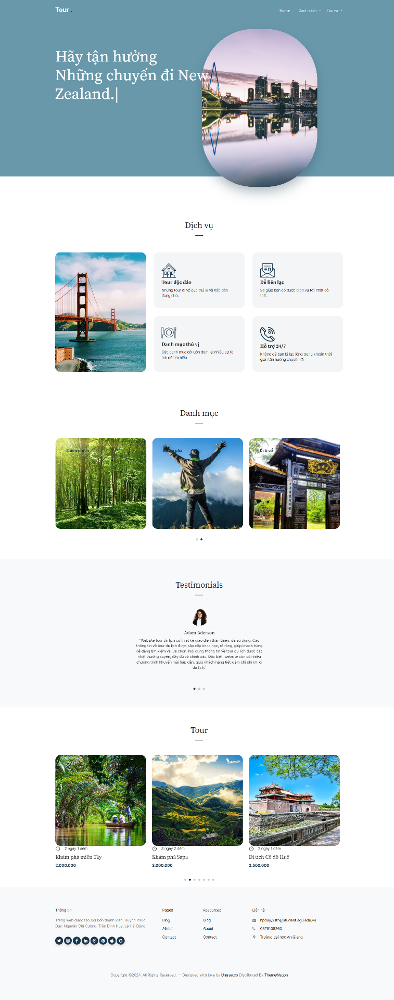 Tour .
Home
Danh sách
Tác vụ
Hãy tận hưởng
Những chuyến đi New
Zealand.|
Dịch vụ
Tour độc đáo
Những tour đi vô cục thú vị và hấp dẫn
đang chờ.
Dễ liên lạc
Sẽ giúp bạn có được dịch vụ tốt nhất có
thể.
Danh mục thú vị
Các danh mục đó luôn đem lại nhiều sự tò
mò để tìm hiểu
Hỗ trợ 24/7
Không để bạn bị lạc lõng trong khoản thời
gian tận hưởng chuyến đi
Danh mục
Thiên nhiên
Khám phá
Di tí cổ
Testimonials
Adam Aderson
“Website tour du lịch có thiết kế giao diện thân thiện, dễ sử dụng. Các
thông tin về tour du lịch được sắp xếp khoa học, rõ ràng, giúp khách hàng
dễ dàng tìm kiếm và lựa chọn. Nội dung thông tin về tour du lịch được cập
nhật thường xuyên, đầy đủ và chính xác. Đặc biệt, website còn có nhiều
chương trình khuyến mãi hấp dẫn, giúp khách hàng tiết kiệm chi phí khi đi
du lịch.”
Tour
2 ngày 1 đêm
Khám phá miền Tây
2.000.000
3 ngày 2 đêm
Khám phá Sapa
3.000.000
2 ngày 1 đêm
Di tích Cố đô Huế
2.500.000
Thông tin
Trang web được tạo bởi bốn thành viên: Huỳnh Phúc
Duy, Nguyễn Chí Cường, Trần Đình Huy, Lê Hải Đăng
Pages
Blog
About
Contact
Resources
Blog
About
Contact
Liên hệ
hpduy_21th@student.agu.edu.vn
0378108260
Trường đại học An Giang
Copyright ©2024. All Rights Reserved. — Designed with love by Untree.co Distributed By ThemeWagon